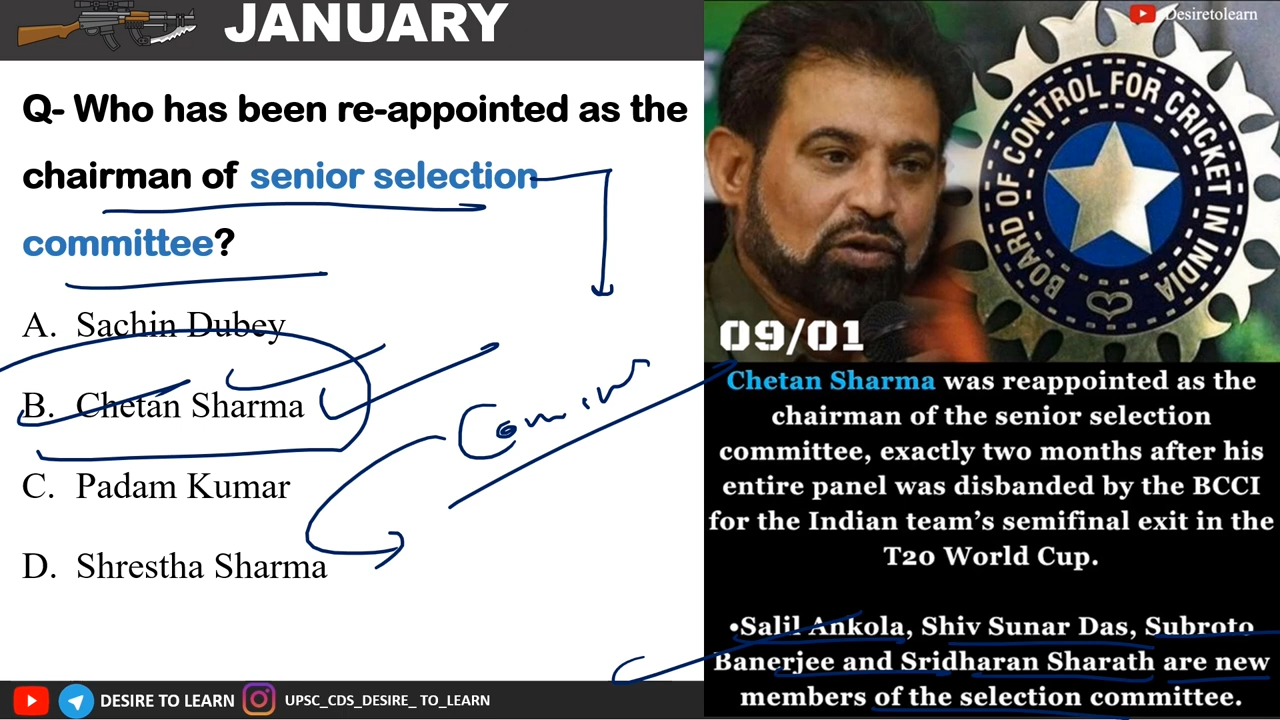 JANUARY
Q- Who has been re-appointed as the
chairman of senior selection
committee?
A. Sachin Dubey
B. Chetan Sharma
C. Padam Kumar
D. Shrestha Sharma
DESIRE TO LEARN
UPSC_CDS_DESIRE_ TO_LEARN
Desiretolearn
BOARD OF CONTROL FOR CRICKET IN INDIA
09/01
Chetan Sharma was reappointed as the
chairman of the senior selection
committee, exactly two months after his
entire panel was disbanded by the BCCI
for the Indian team's semifinal exit in the
T20 World Cup.
•Salil Ankola, Shiv Sunar Das, Subroto
Banerjee and Sridharan Sharath are new
members of the selection committee.